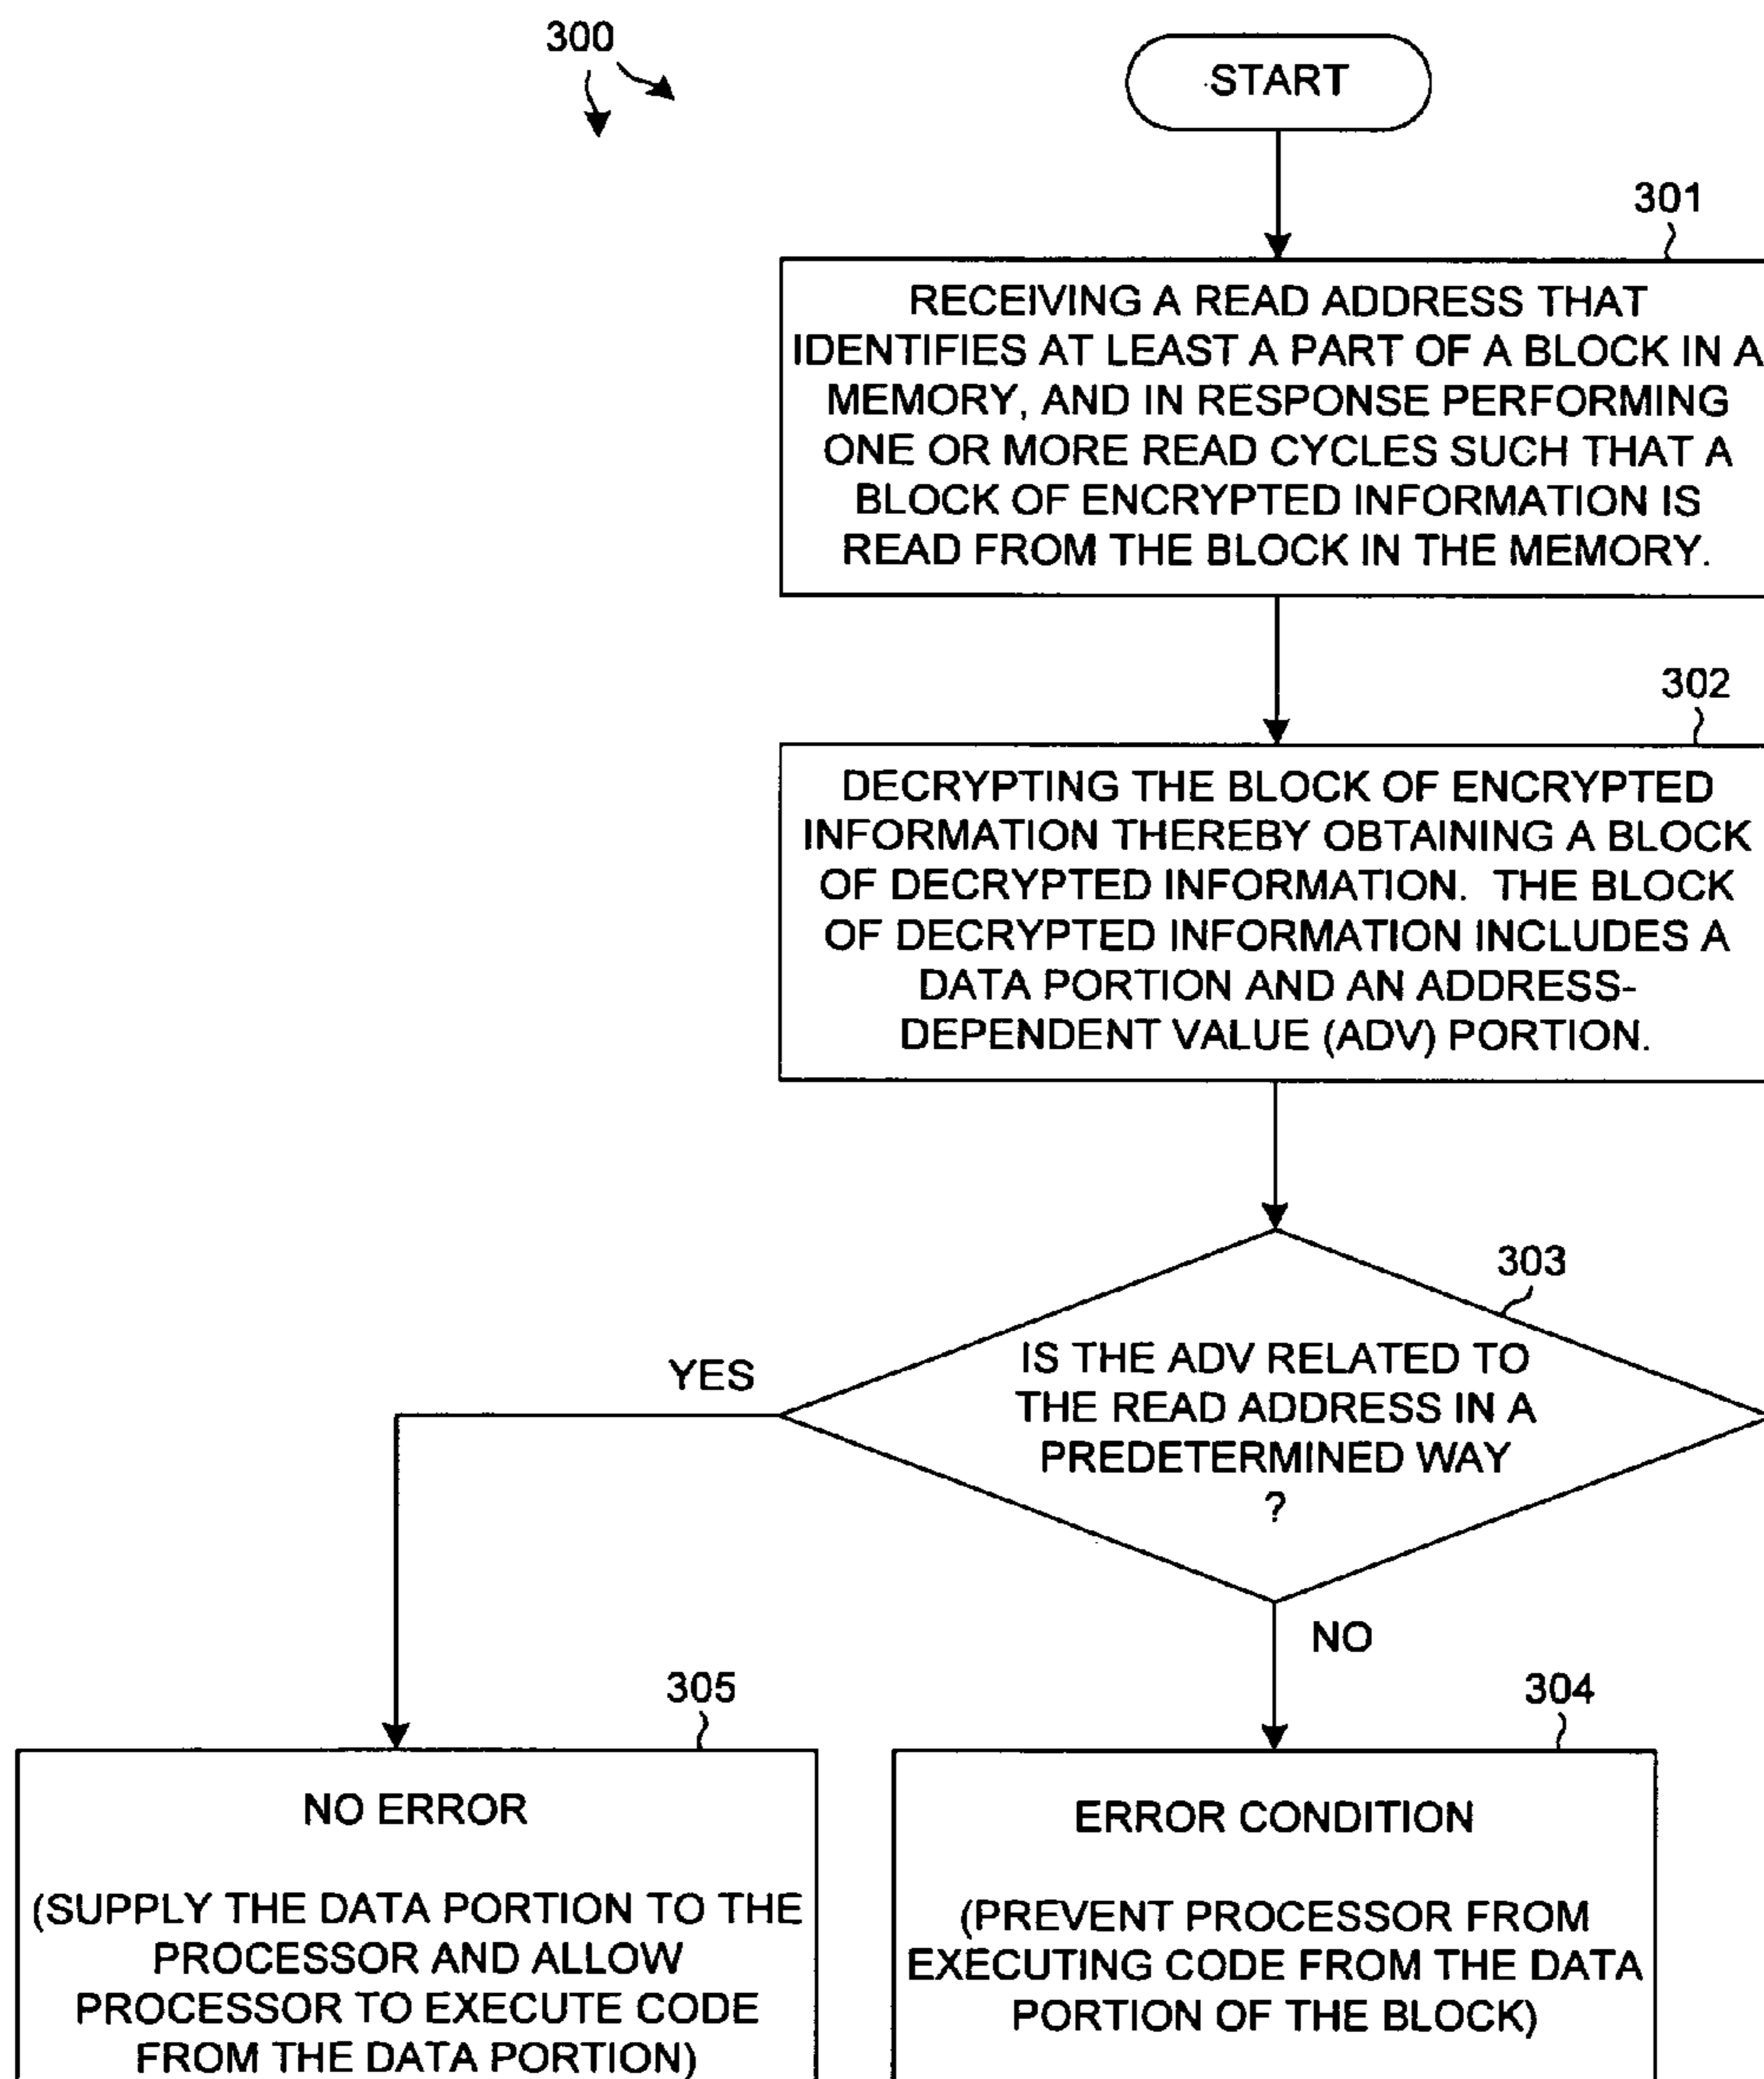 300
START
301
RECEIVING A READ ADDRESS THAT
IDENTIFIES AT LEAST A PART OF A BLOCK IN A
MEMORY, AND IN RESPONSE PERFORMING
ONE OR MORE READ CYCLES SUCH THAT A
BLOCK OF ENCRYPTED INFORMATION IS
READ FROM THE BLOCK IN THE MEMORY.
302
DECRYPTING THE BLOCK OF ENCRYPTED
INFORMATION THEREBY OBTAINING A BLOCK
OF DECRYPTED INFORMATION. THE BLOCK
OF DECRYPTED INFORMATION INCLUDES A
DATA PORTION AND AN ADDRESS-
DEPENDENT VALUE (ADV) PORTION.
303
IS THE ADV RELATED TO
THE READ ADDRESS IN A
PREDETERMINED WAY
?
YES
NO
305
NO ERROR
(SUPPLY THE DATA PORTION TO THE
PROCESSOR AND ALLOW
PROCESSOR TO EXECUTE CODE
FROM THE DATA PORTION)
304
ERROR CONDITION
(PREVENT PROCESSOR FROM
EXECUTING CODE FROM THE DATA
PORTION OF THE BLOCK)